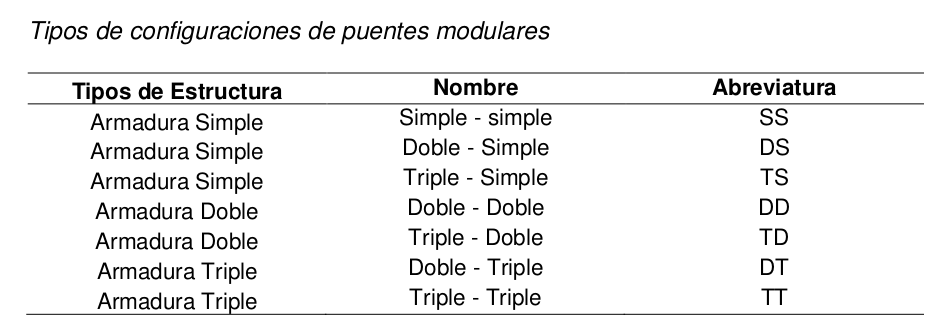 Tipos de configuraciones de puentes modulares
Tipos de Estructura Nombre Abreviatura
Armadura Simple Simple - simple SS
Armadura Simple Doble - Simple DS
Armadura Simple Triple - Simple TS
Armadura Doble Doble - Doble DD
Armadura Doble Triple - Doble TD
Armadura Triple Doble - Triple DT
Armadura Triple Triple - Triple TT